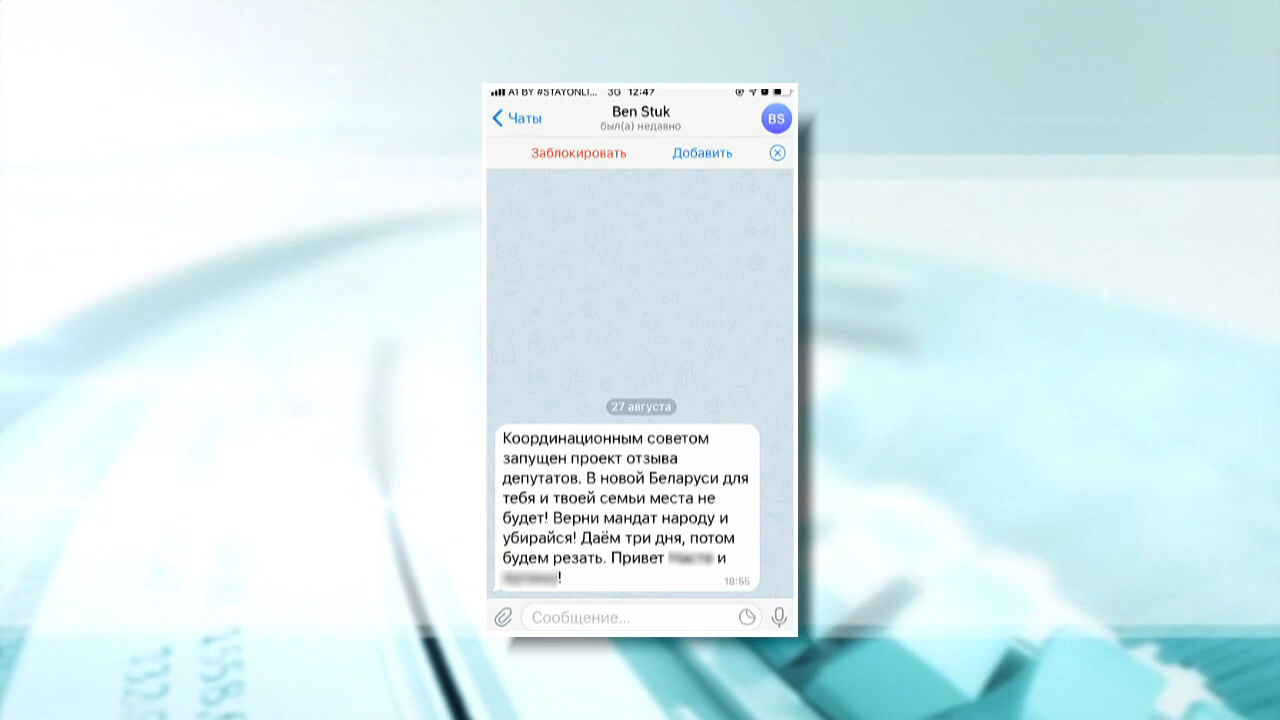 A1 BY #STAYONLI... 3G 12:47
Чаты
Ben Stuk
был(а) недавно
BS
Заблокировать Добавить
27 августа
Координационным советом
запущен проект отзыва
депутатов. В новой Беларуси для
тебя и твоей семьи места не
будет! Верни мандат народу и
убирайся! Даём три дня, потом
будем резать. Привет и
!
18:55
Сообщение...